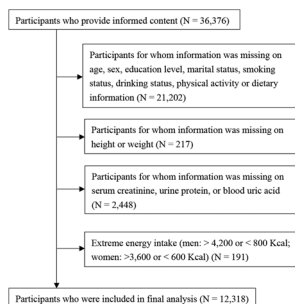 Participants who provide informed content (N = 36,376)
Participants for whom information was missing on
age, sex, education level, marital status, smoking
status, drinking status, physical activity or dietary
information (N = 21,202)
Participants for whom information was missing on
height or weight (N = 217)
Participants for whom information was missing on
serum creatinine, urine protein, or blood uric acid
(N = 2,448)
Extreme energy intake (men: > 4,200 or < 800 Kcal;
women: >3,600 or < 600 Kcal) (N = 191)
Participants who were included in final analysis (N = 12,318)